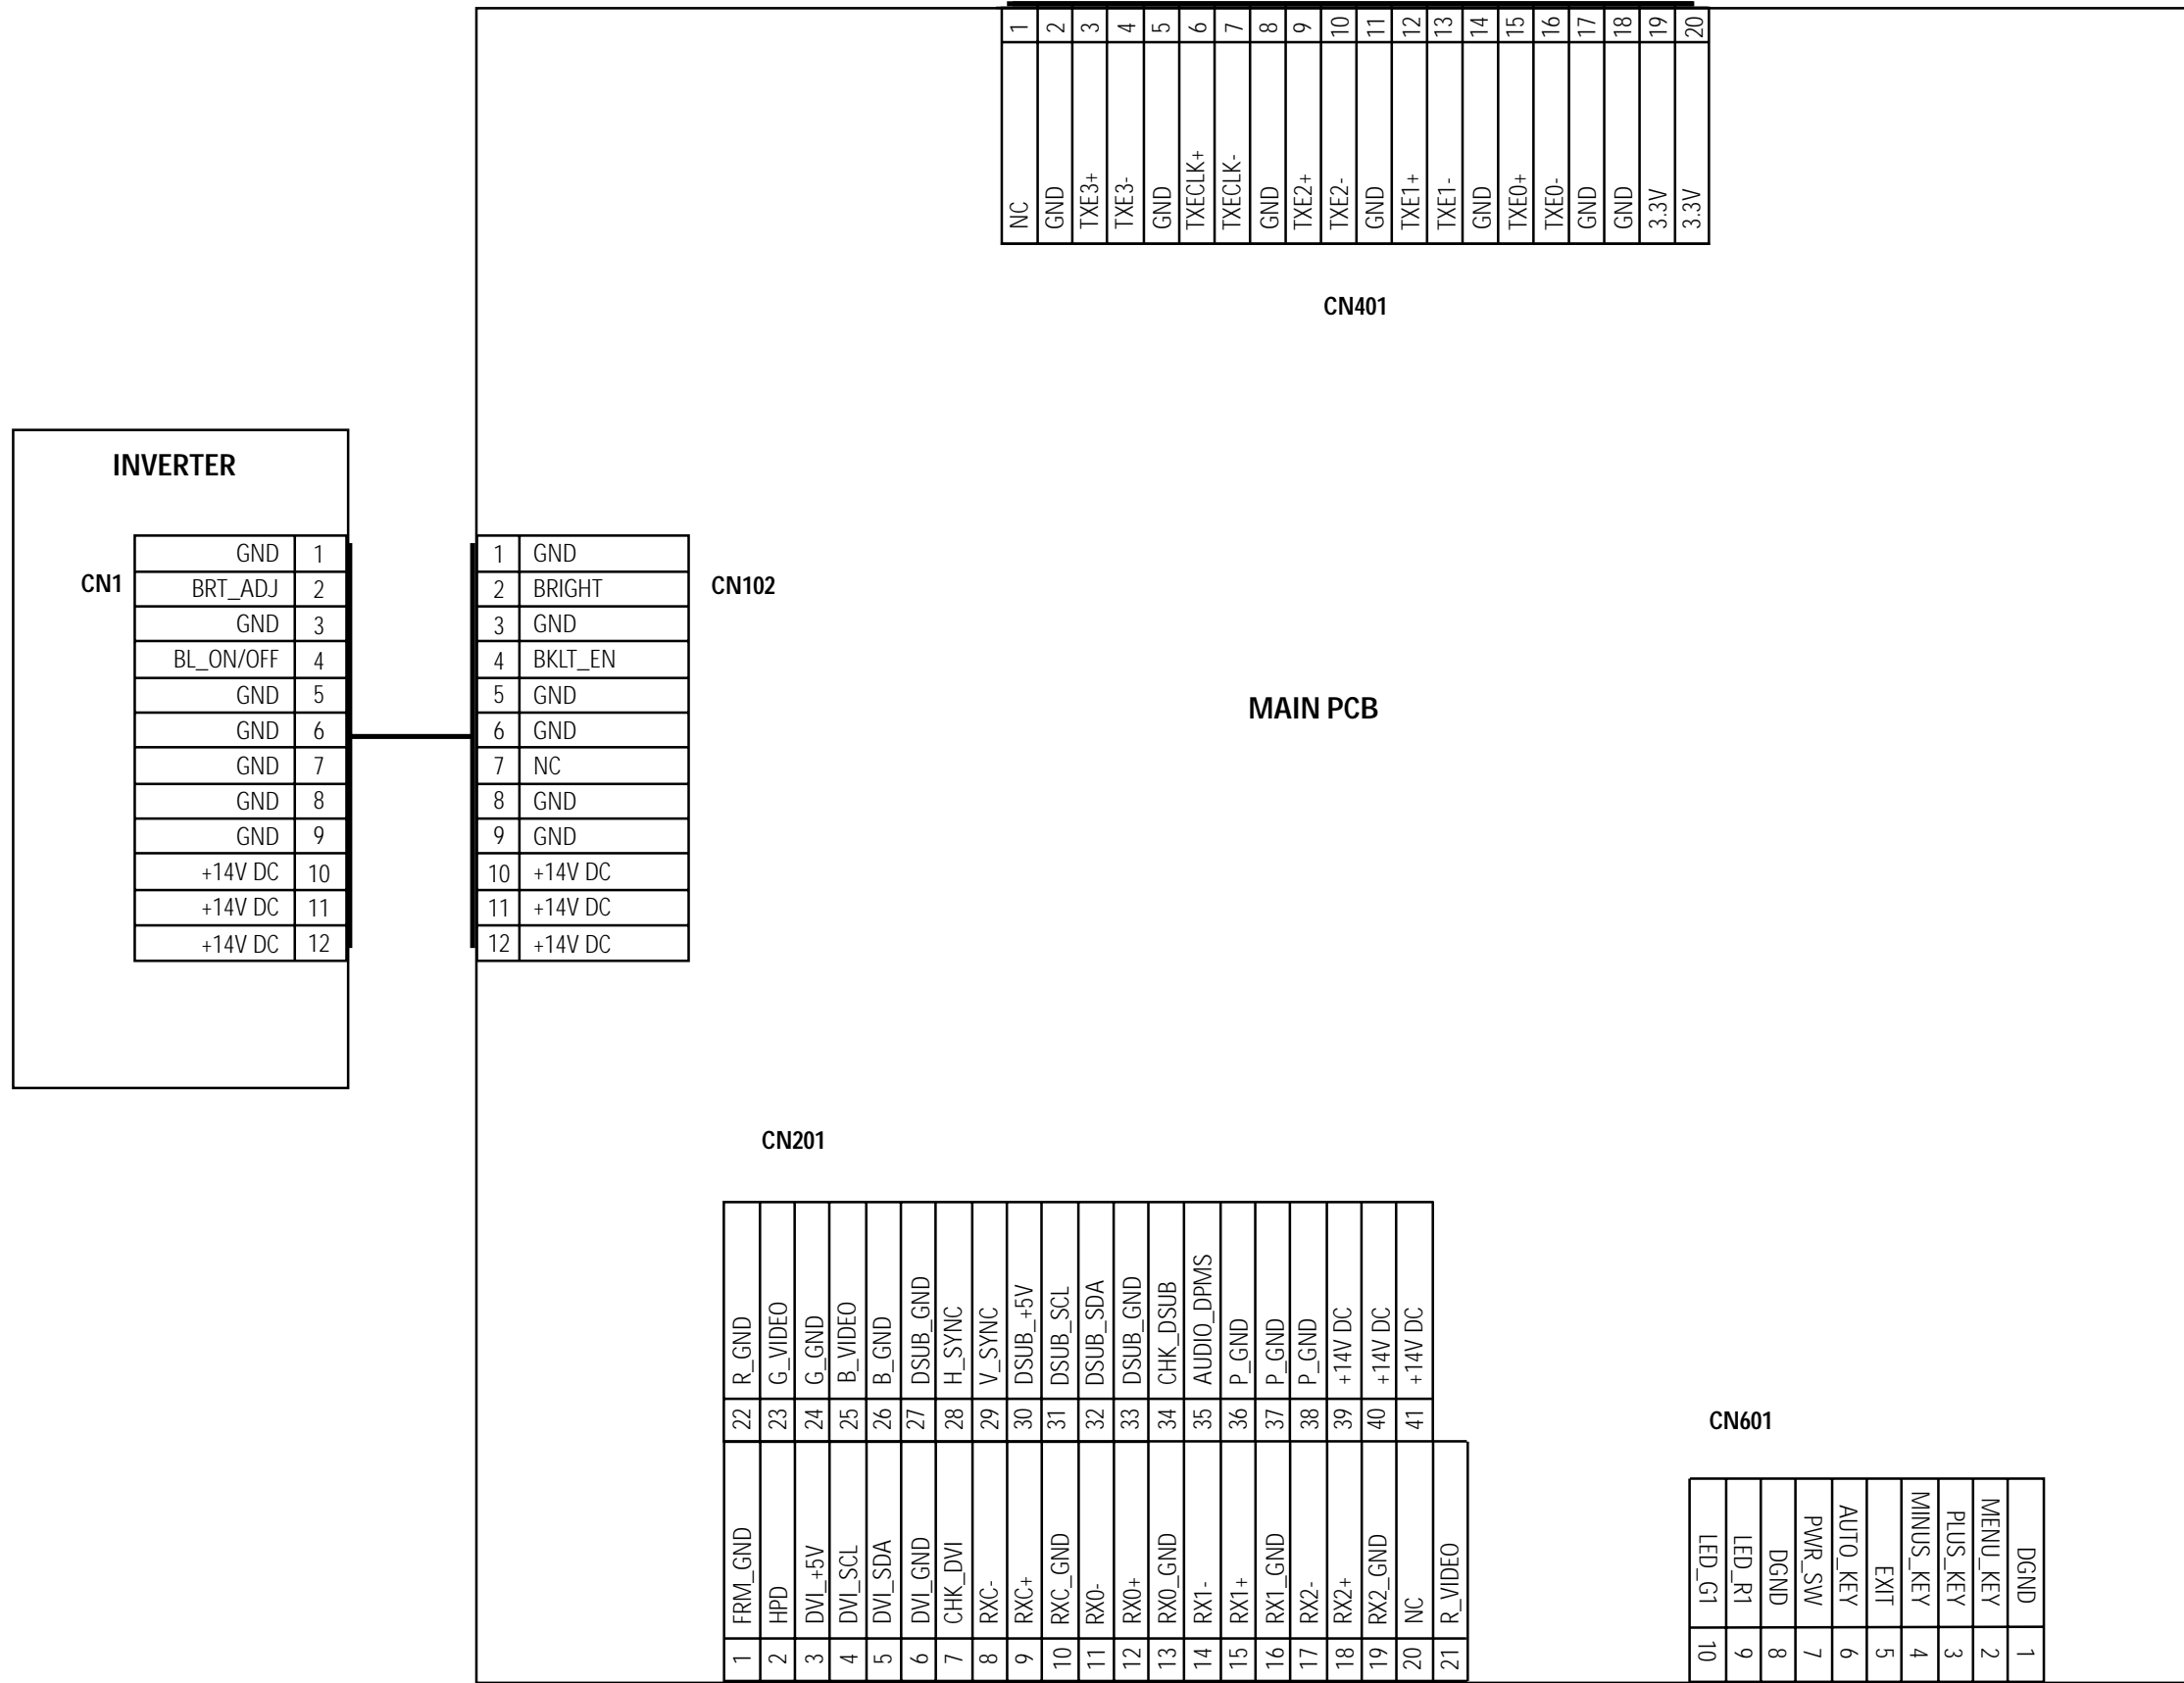 1 2 3 4 5 6 7 8 9 10 11 12 13 14 15 16 17 18 19 20
NC GND TXE3+ TXE3- GND TXECLK+ TXECLK- GND TXE2+ TXE2- GND TXE1+ TXE1- GND TXE0+ TXE0- GND GND 3.3V 3.3V
CN401
INVERTER
CN1
GND 1
BRT_ADJ 2
GND 3
BL_ON/OFF 4
GND 5
GND 6
GND 7
GND 8
GND 9
+14V DC 10
+14V DC 11
+14V DC 12
1 GND
2 BRIGHT
3 GND
4 BKLT_EN
5 GND
6 GND
7 NC
8 GND
9 GND
10 +14V DC
11 +14V DC
12 +14V DC
CN102
MAIN PCB
CN201
R_GND G_VIDEO G_GND B_VIDEO B_GND DSUB_GND H_SYNC V_SYNC DSUB_+5V DSUB_SCL DSUB_SDA DSUB_GND CHK_DSUB AUDIO_DPMS P_GND P_GND P_GND +14V DC +14V DC +14V DC
22 23 24 25 26 27 28 29 30 31 32 33 34 35 36 37 38 39 40 41
FRM_GND HPD DVI_+5V DVI_SCL DVI_SDA DVI_GND CHK_DVI RXC- RXC+ RXC_GND RX0- RX0+ RX0_GND RX1- RX1+ RX1_GND RX2- RX2+ RX2_GND NC R_VIDEO
1 2 3 4 5 6 7 8 9 10 11 12 13 14 15 16 17 18 19 20 21
CN601
LED_G1 LED_R1 DGND PWR_SW AUTO_KEY EXIT MINUS_KEY PLUS_KEY MENU_KEY DGND
10 9 8 7 6 5 4 3 2 1